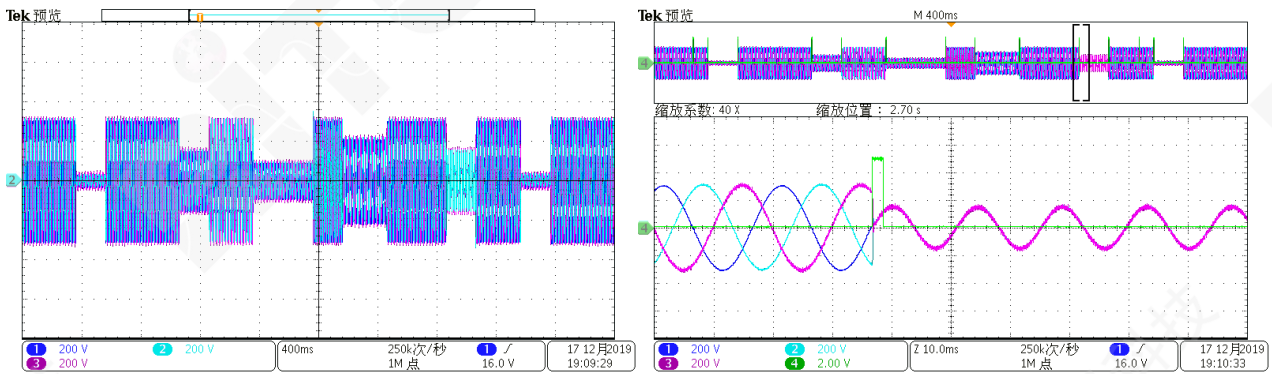 Tek 预览
2
1 200 V 2 200 V
3 200 V
400ms 250k次/秒 1 16.0 V
1M 点
17 12月2019
19:09:29
Tek 预览 M 400ms
4
缩放系数: 40 X 缩放位置： 2.70 s
4
1 200 V 2 200 V
3 200 V 4 2.00 V
Z 10.0ms 250k次/秒 1
1M 点 16.0 V
17 12月2019
19:10:33